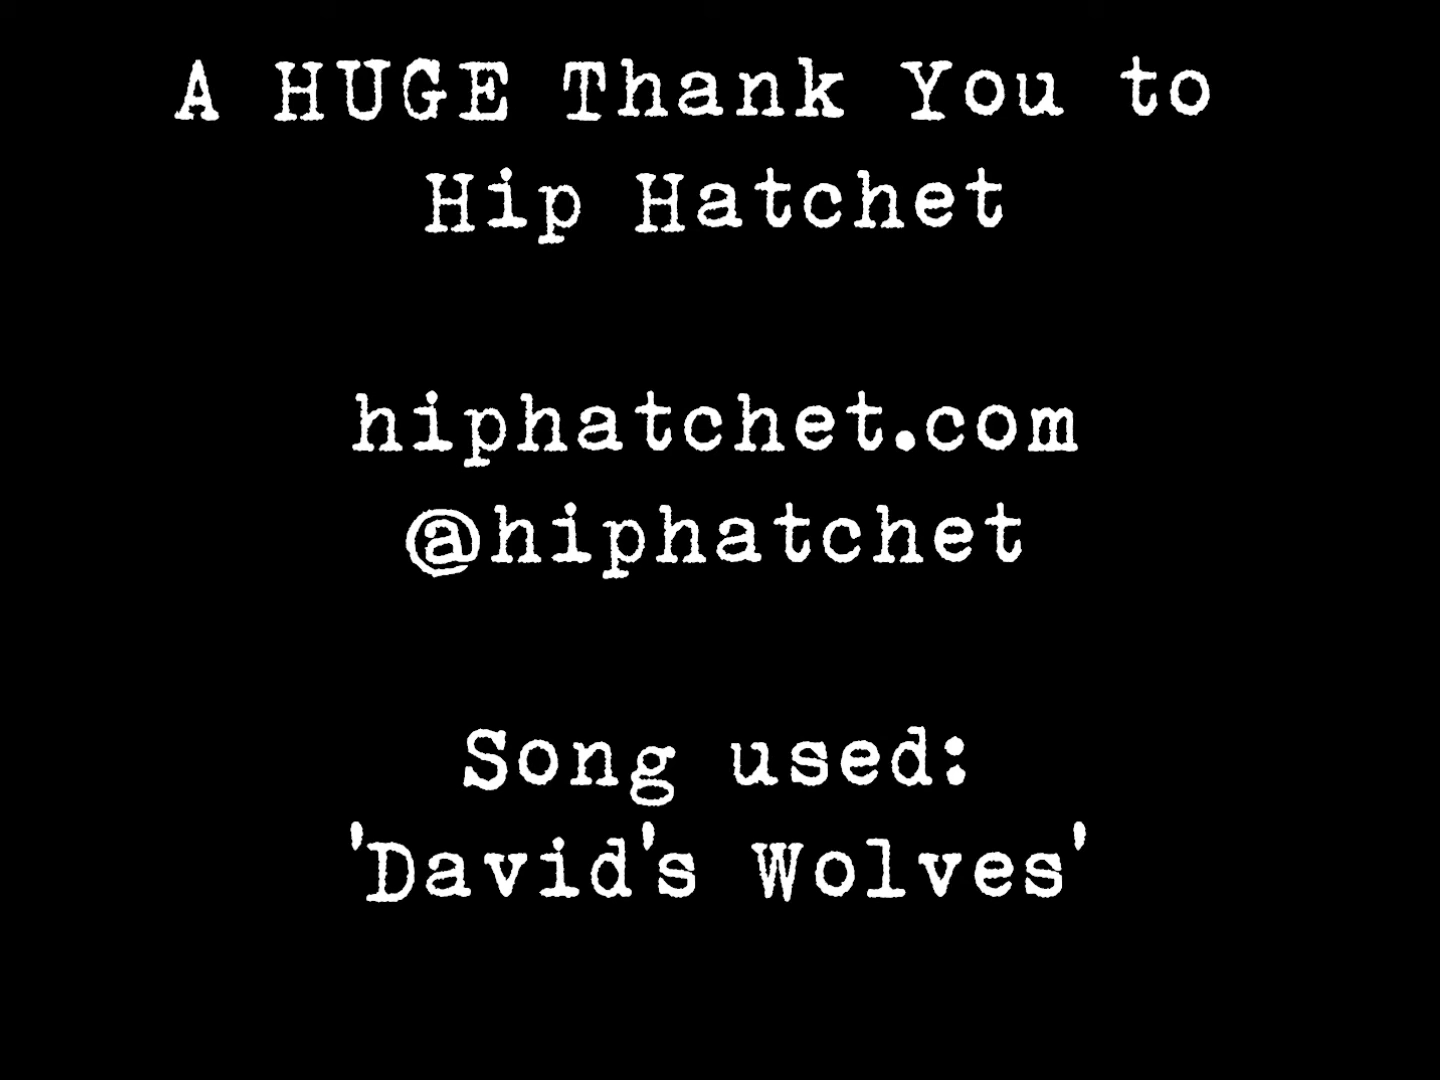 A HUGE Thank You to
Hip Hatchet
hiphatchet.com
@hiphatchet
Song used:
'David's Wolves'